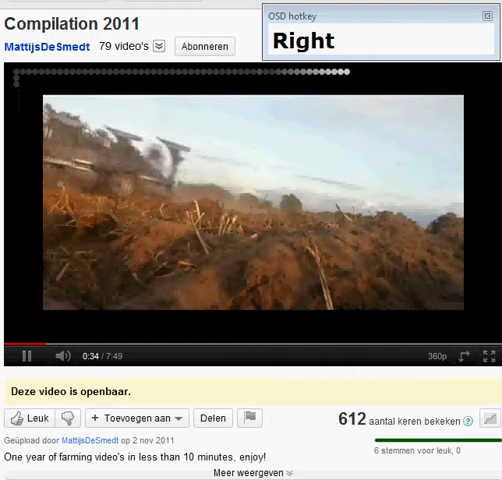 Compilation 2011
MattijsDeSmedt 79 video's Abonneren
OSD hotkey
Right
0:34 / 7:49 360p
Deze video is openbaar.
Leuk + Toevoegen aan Delen
612 aantal keren bekeken ?
Geüpload door MattijsDeSmedt op 2 nov 2011
6 stemmen voor leuk, 0
One year of farming video's in less than 10 minutes, enjoy!
Meer weergeven